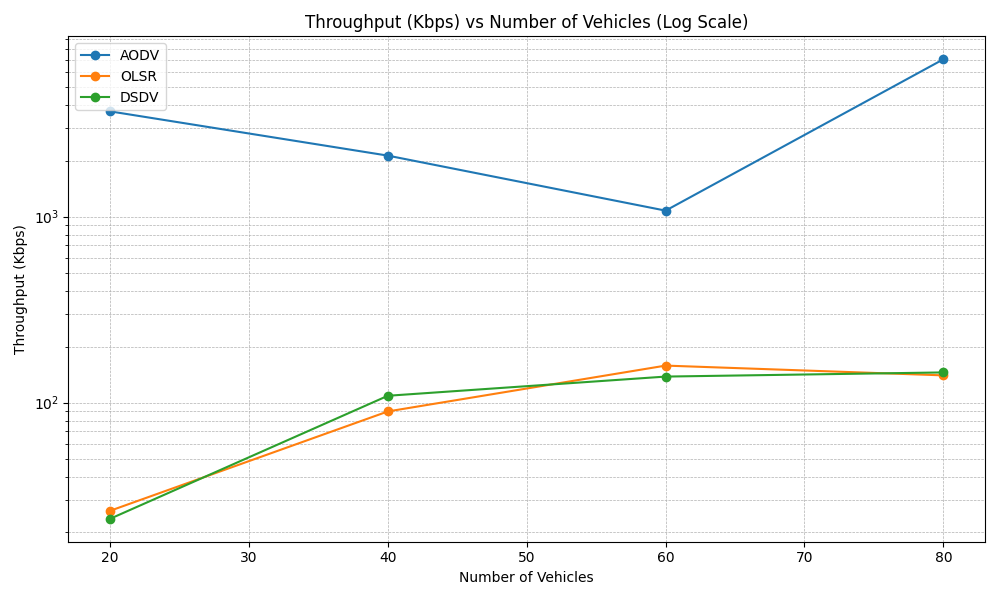 Throughput (Kbps) vs Number of Vehicles (Log Scale)
AODV
OLSR
DSDV
Throughput (Kbps)
10³
10²
20 30 40 50 60 70 80
Number of Vehicles